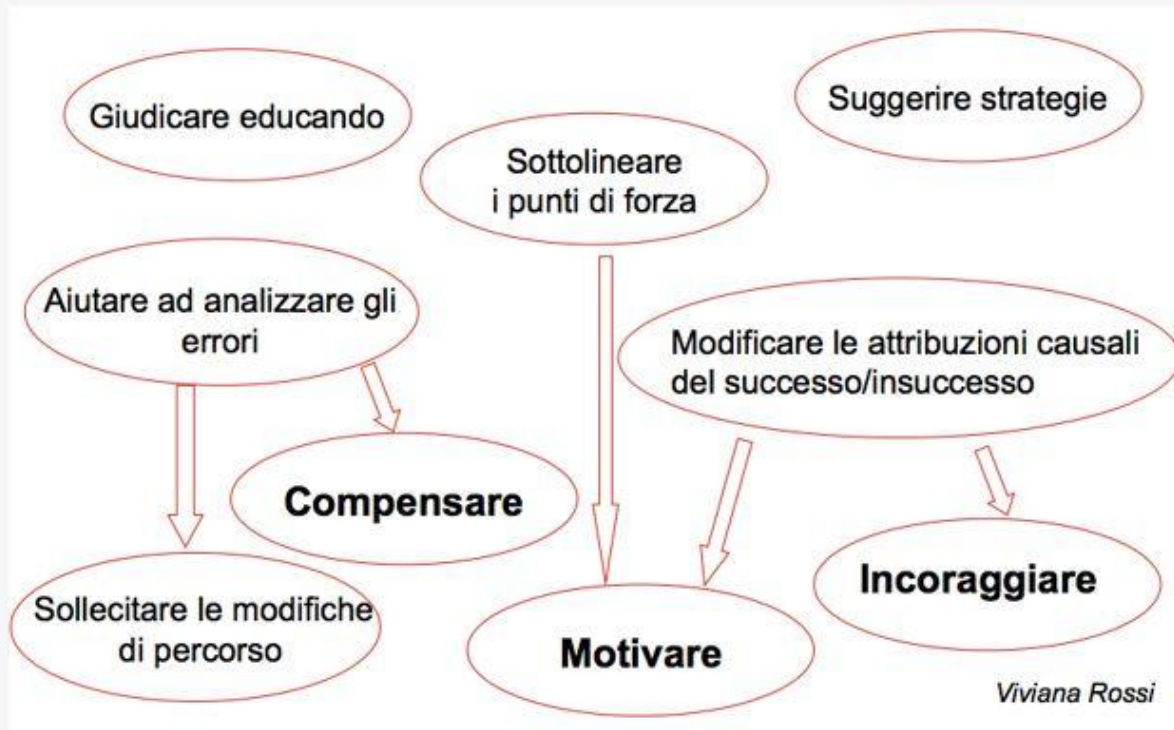 Giudicare educando
Suggerire strategie
Sottolineare
i punti di forza
Aiutare ad analizzare gli
errori
Modificare le attribuzioni causali
del successo/insuccesso
Compensare
Incoraggiare
Sollecitare le modifiche
di percorso
Motivare
Viviana Rossi